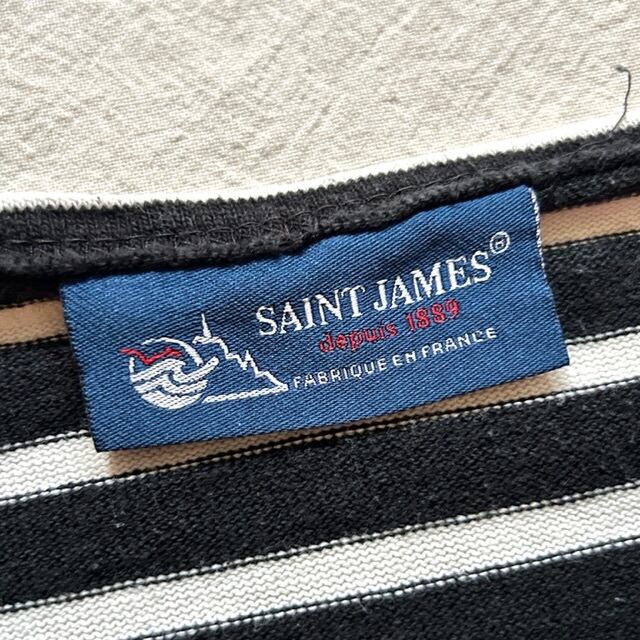 SAINT JAMES®
depuis 1889
FABRIQUE EN FRANCE